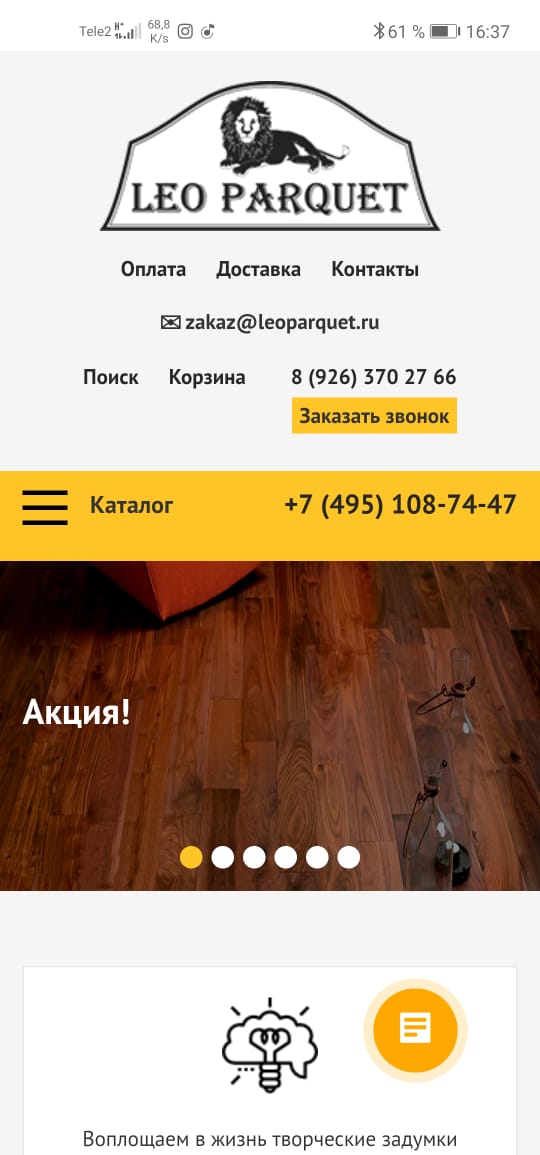 Tele2 68,8 K/s 61 % 16:37
LEO PARQUET
Оплата Доставка Контакты
zakaz@leoparquet.ru
Поиск Корзина 8 (926) 370 27 66
Заказать звонок
Каталог +7 (495) 108-74-47
Акция!
Воплощаем в жизнь творческие задумки